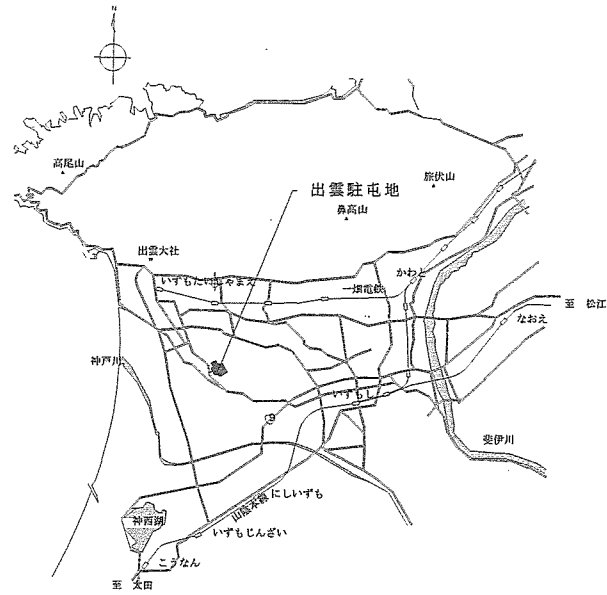 N
高尾山
旅伏山
出雲駐屯地
鼻高山
出雲大社
かわと
いずもたいしゃまえ
一畑電鉄
至 松江
なおえ
神戸川
いずもし
9
斐伊川
山陰本線
にしいずも
神西湖
いずもじんざい
こうなん
至 太田